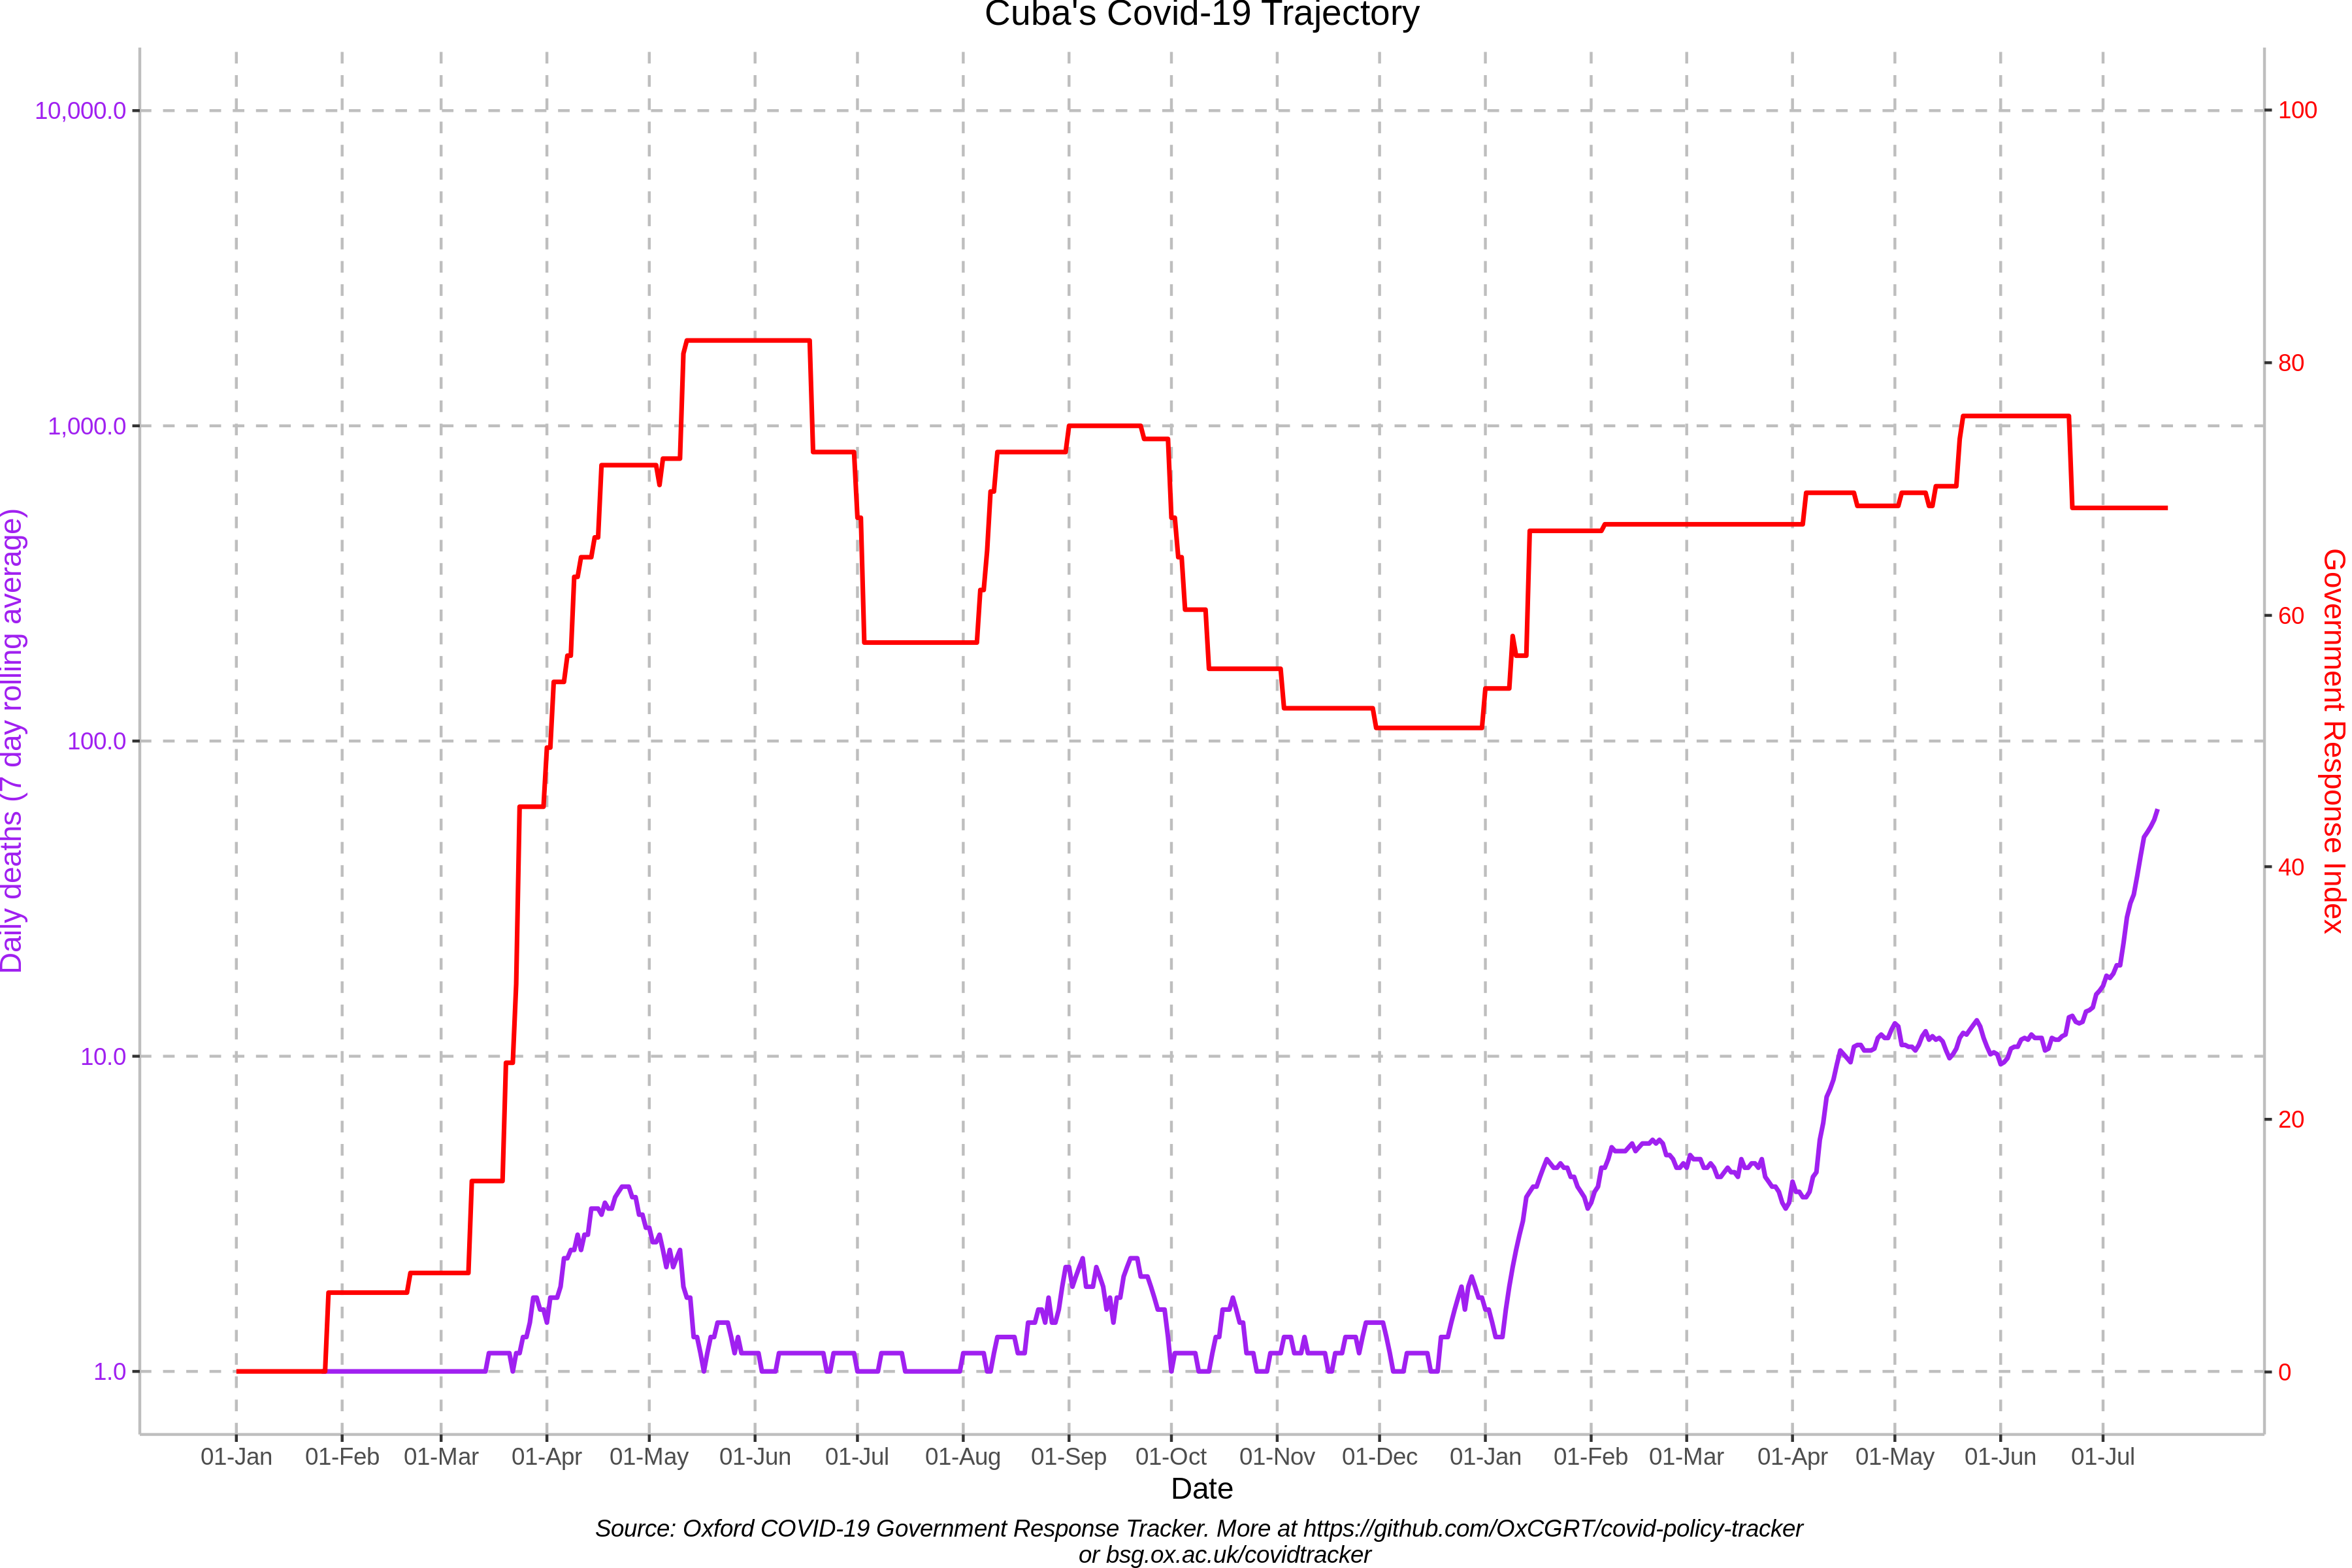 Cuba's Covid-19 Trajectory
10,000.0
1,000.0
100.0
10.0
1.0
Daily deaths (7 day rolling average)
100
80
60
40
20
0
Government Response Index
01-Jan 01-Feb 01-Mar 01-Apr 01-May 01-Jun 01-Jul 01-Aug 01-Sep 01-Oct 01-Nov 01-Dec 01-Jan 01-Feb 01-Mar 01-Apr 01-May 01-Jun 01-Jul
Date
Source: Oxford COVID-19 Government Response Tracker. More at https://github.com/OxCGRT/covid-policy-tracker
or bsg.ox.ac.uk/covidtracker